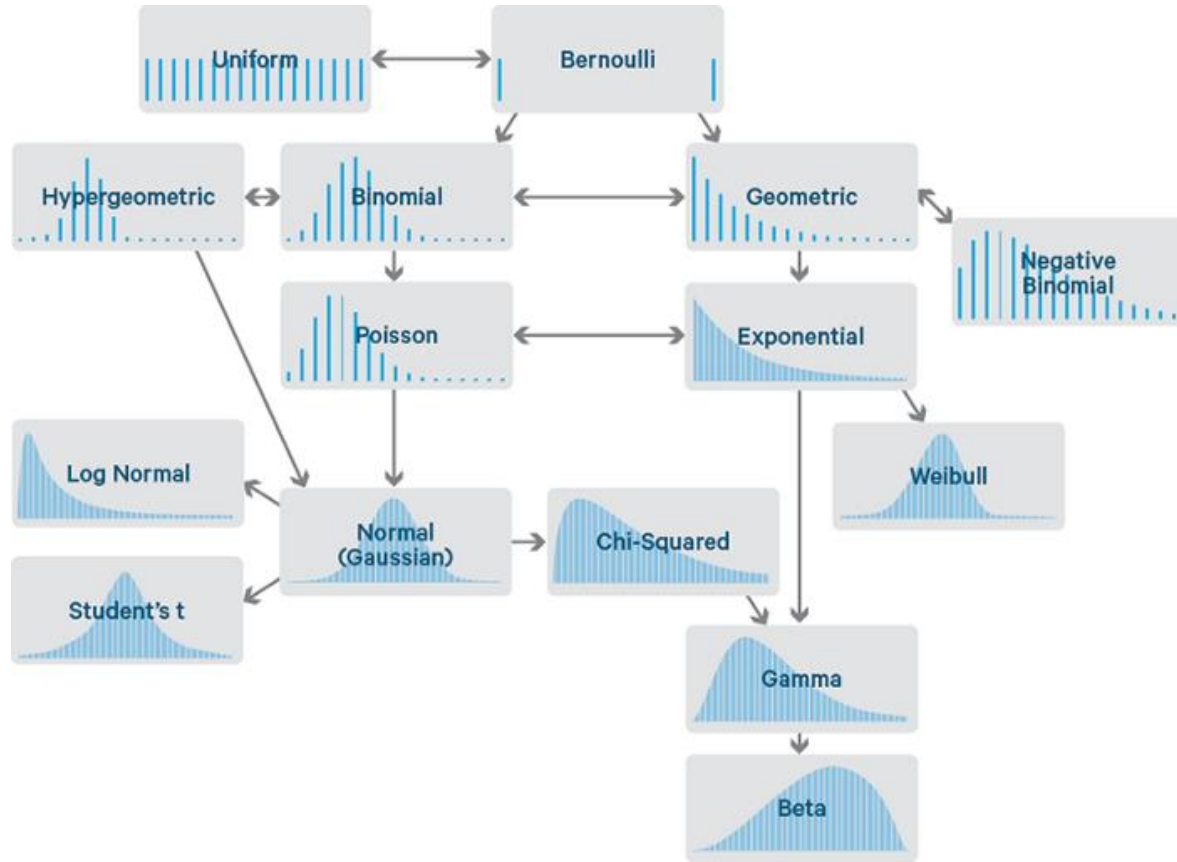 Uniform
Bernoulli
Hypergeometric
Binomial
Geometric
Negative
Binomial
Poisson
Exponential
Log Normal
Weibull
Normal
(Gaussian)
Chi-Squared
Student's t
Gamma
Beta